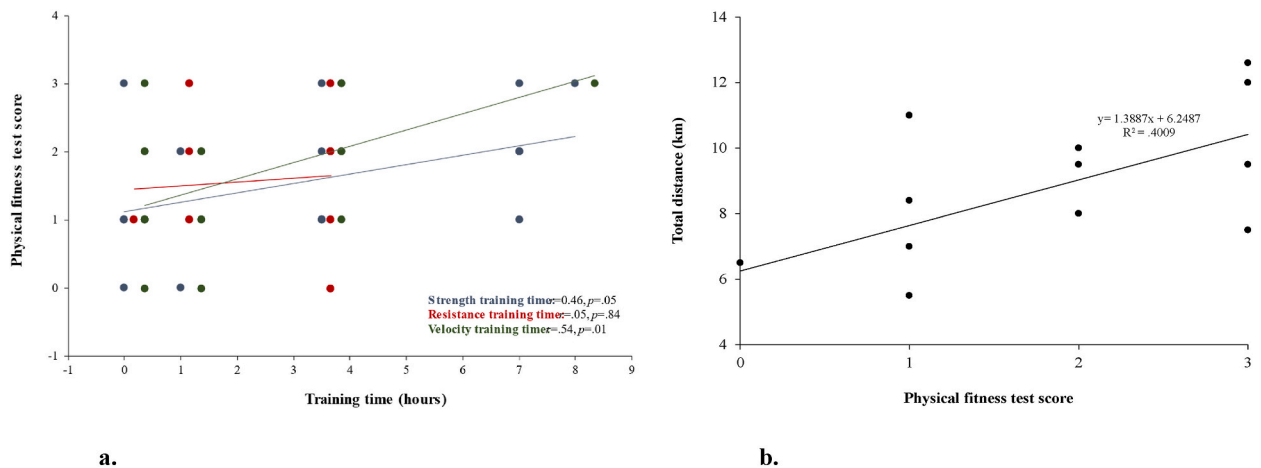 4
3
2
1
0
-1
Physical fitness test score
-1 0 1 2 3 4 5 6 7 8 9
Training time (hours)
Strength training time:r=0.46, p=.05
Resistance training time:r=.05, p=.84
Velocity training time:r=.54, p=.01
a.
14
12
10
8
6
4
Total distance (km)
y= 1.3887x + 6.2487
R² = .4009
0 1 2 3
Physical fitness test score
b.